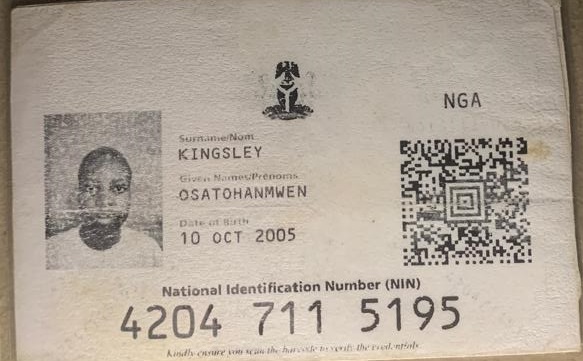 NGA
Surname/Nom
KINGSLEY
Given Names/Prénoms
OSATOHANMWEN
Date of Birth
10 OCT 2005
National Identification Number (NIN)
4204 711 5195
Kindly ensure you scan the barcode to verify the credentials